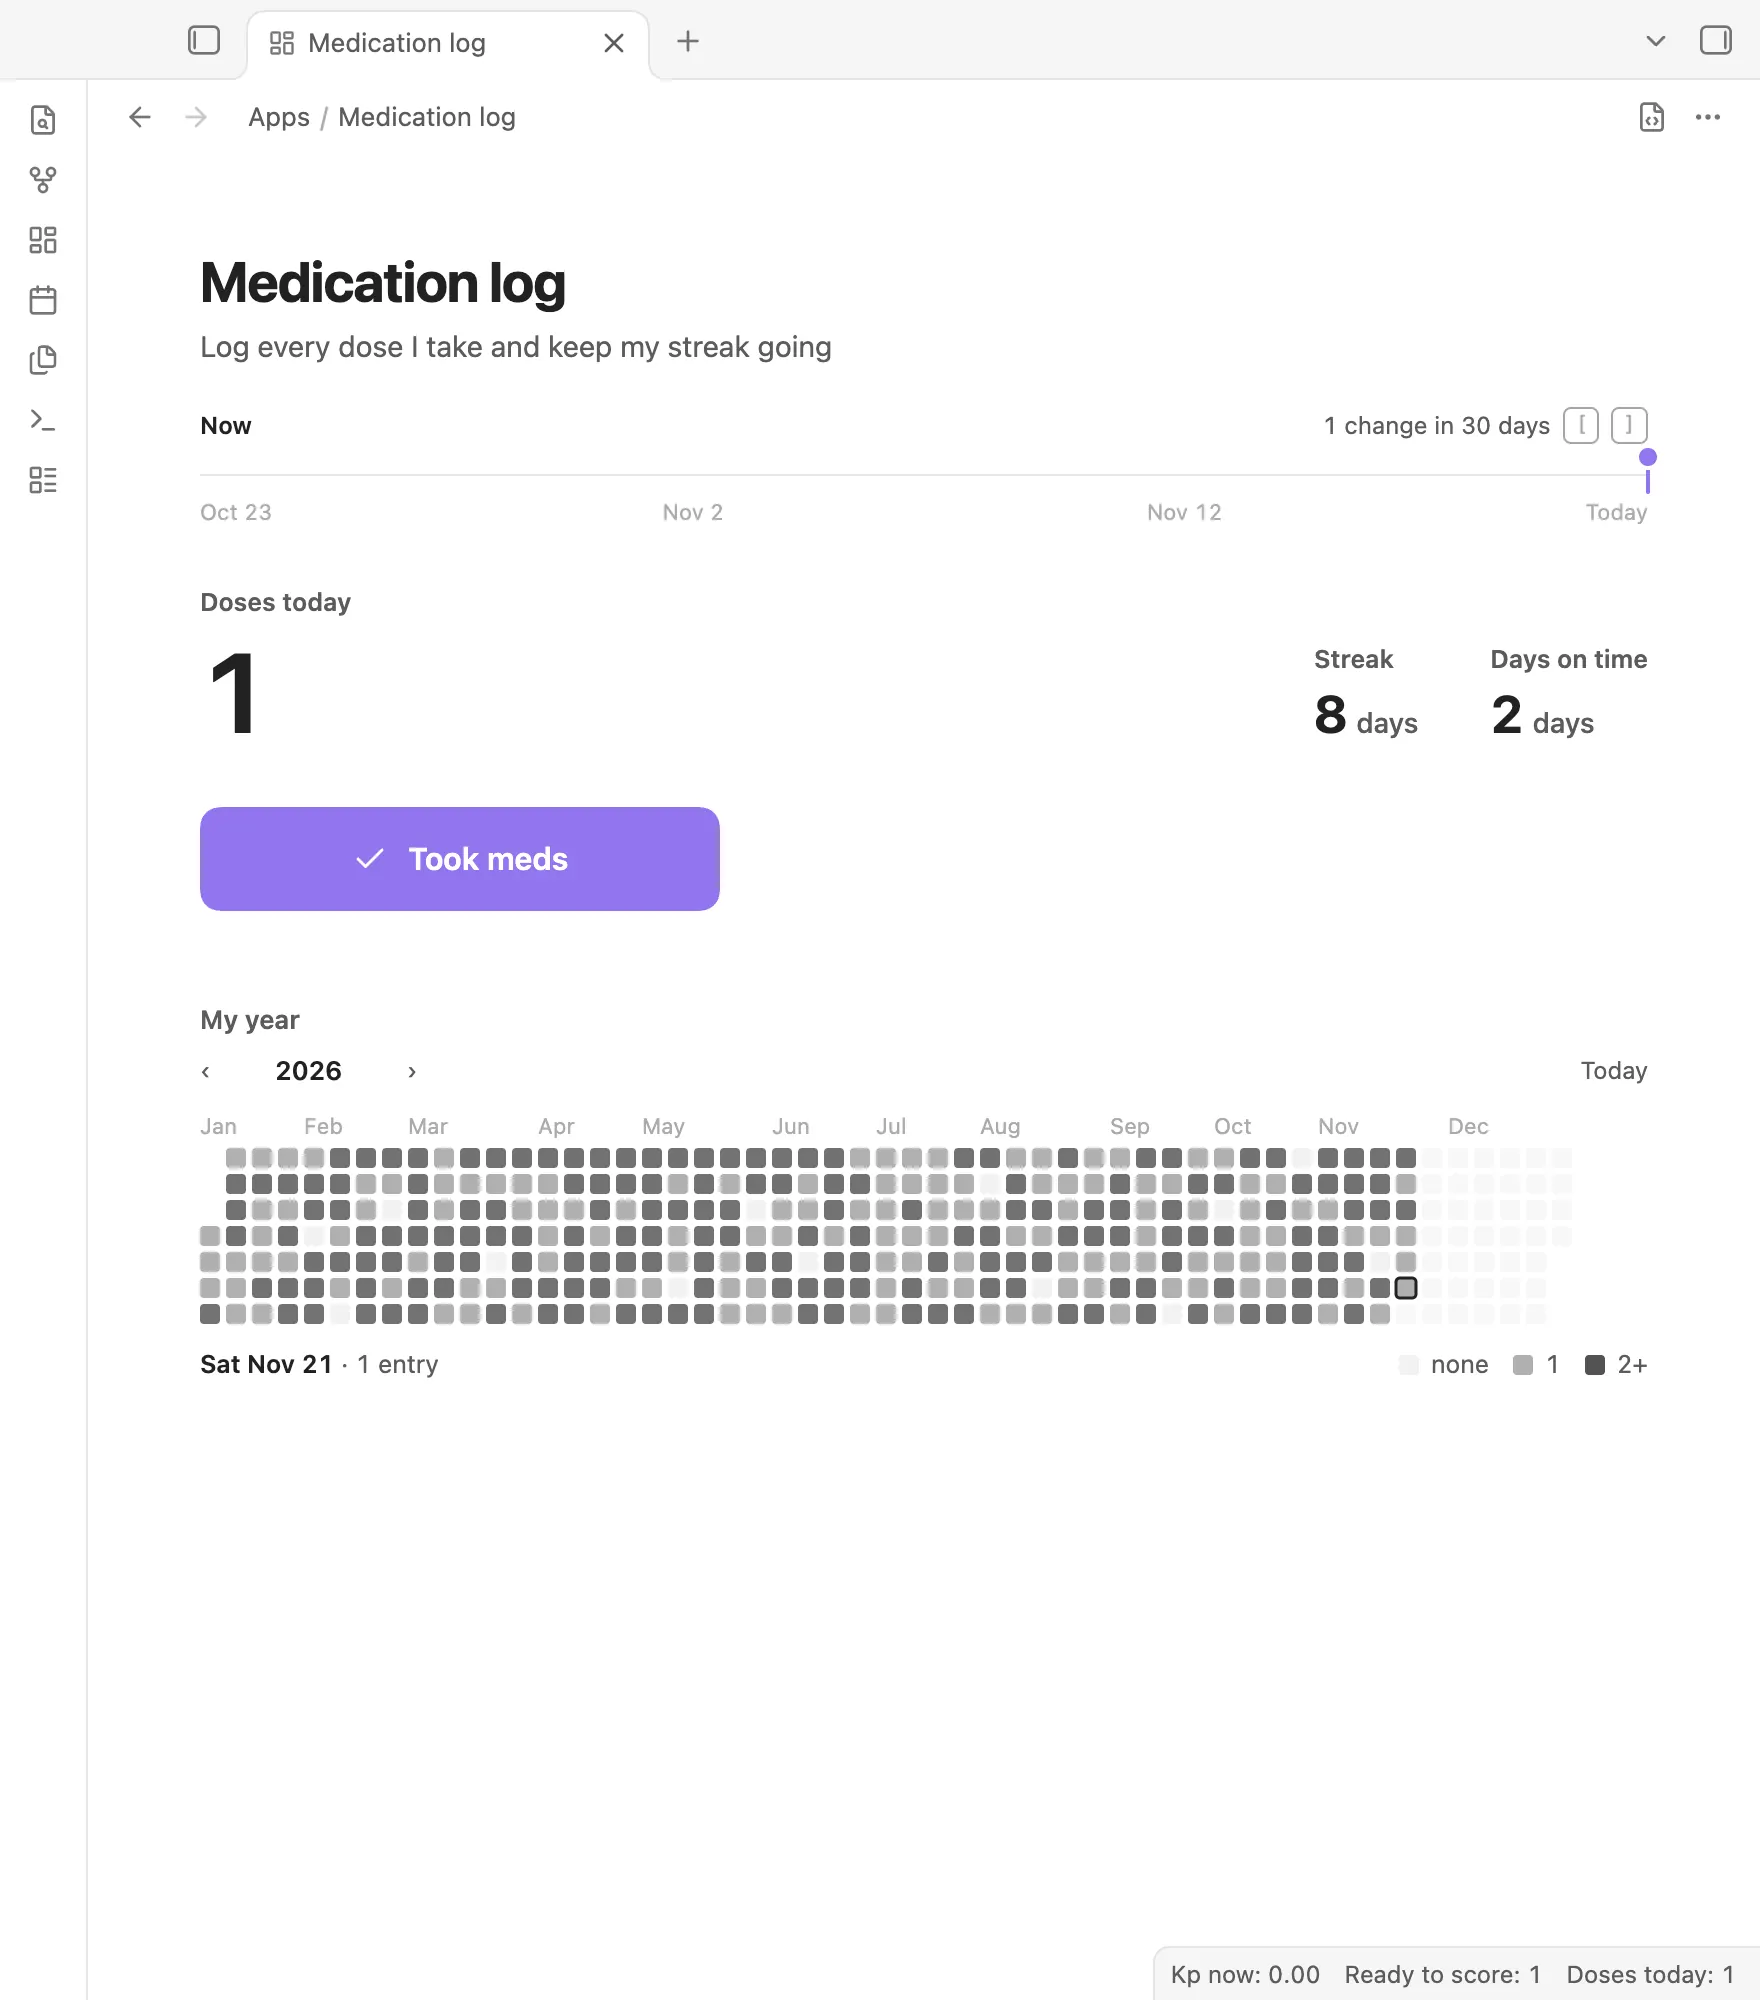 Medication log
Apps / Medication log
Medication log
Log every dose I take and keep my streak going
Now
1 change in 30 days [ ]
Oct 23 Nov 2 Nov 12 Today
Doses today
1
Streak Days on time
8 days 2 days
Took meds
My year
‹ 2026 › Today
Jan Feb Mar Apr May Jun Jul Aug Sep Oct Nov Dec
Sat Nov 21 · 1 entry
none 1 2+
Kp now: 0.00 Ready to score: 1 Doses today: 1